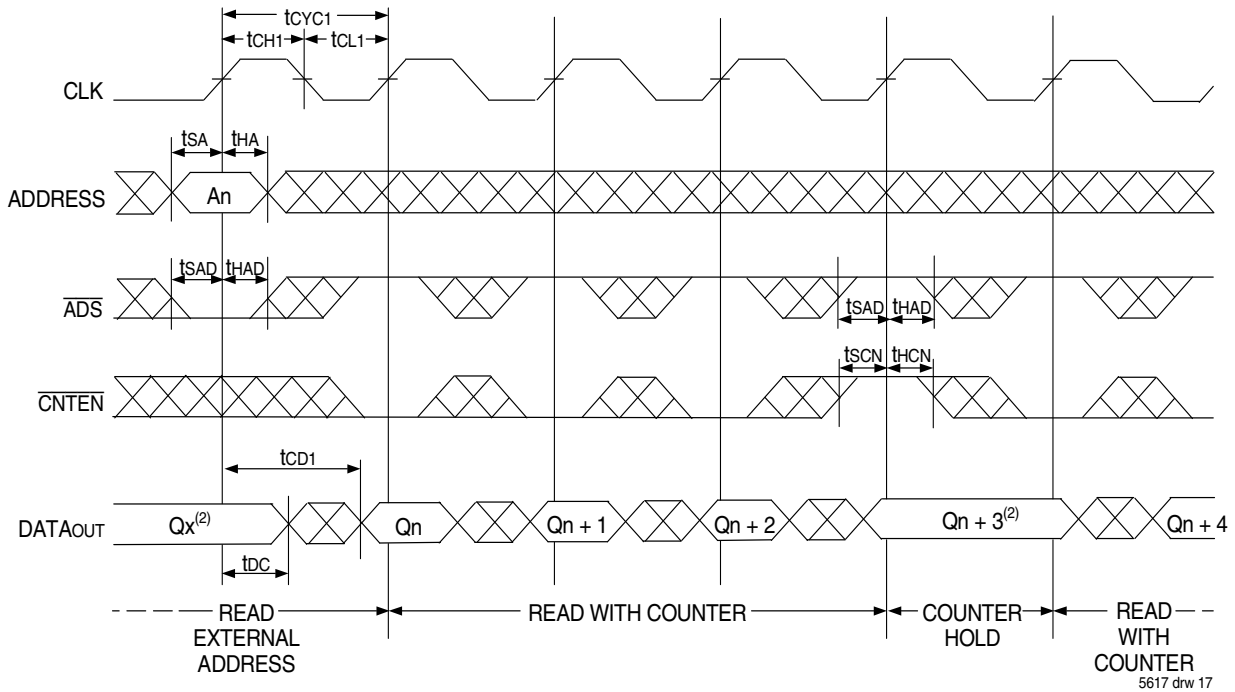 tCYC1
tCH1 tCL1
CLK
tSA tHA
ADDRESS An
tSAD tHAD
ADS
tSAD tHAD
tSCN tHCN
CNTEN
tCD1
DATAOUT Qx(2) Qn Qn + 1 Qn + 2 Qn + 3(2) Qn + 4
tDC
READ EXTERNAL ADDRESS
READ WITH COUNTER
COUNTER HOLD
READ WITH COUNTER
5617 drw 17